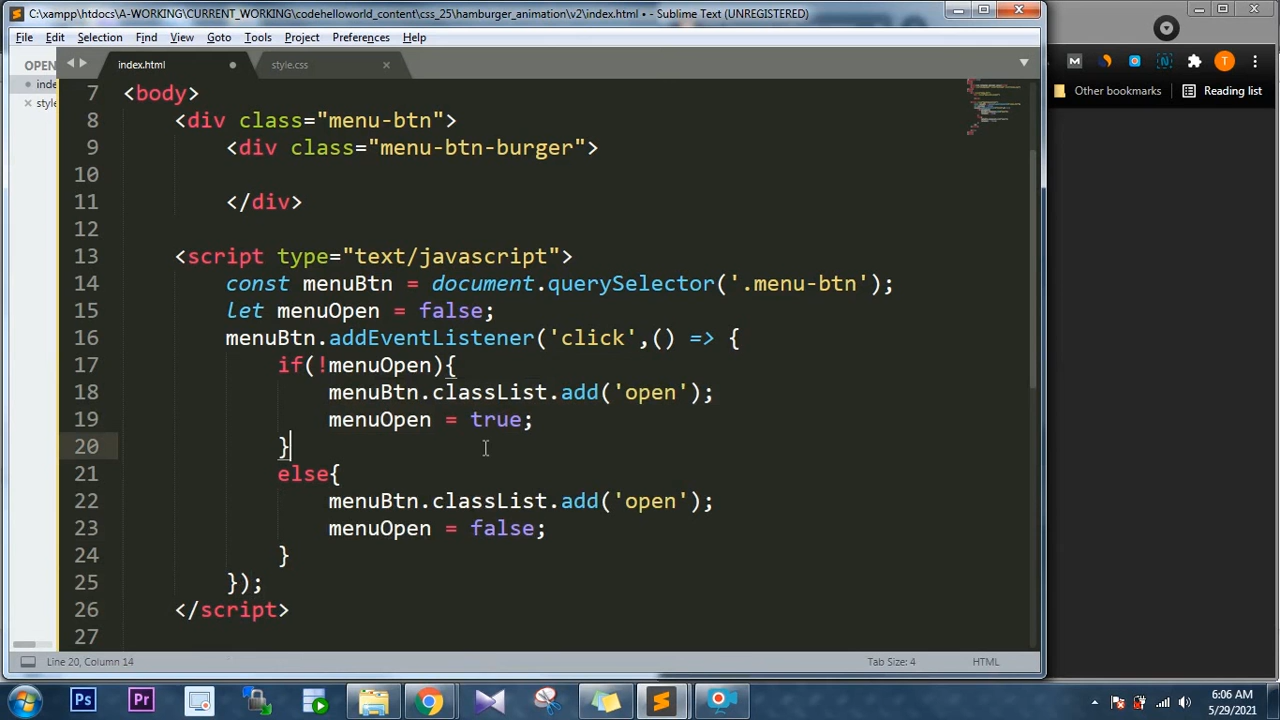 C:\xampp\htdocs\A-WORKING\CURRENT_WORKING\codehelloworld_content\css_25\hamburger_animation\v2\index.html • - Sublime Text (UNREGISTERED)
File Edit Selection Find View Goto Tools Project Preferences Help
OPEN
index.html
style.css
inde
style
M
N
T
Other bookmarks
Reading list
7 <body>
8 <div class="menu-btn">
9 <div class="menu-btn-burger">
10
11 </div>
12
13 <script type="text/javascript">
14 const menuBtn = document.querySelector('.menu-btn');
15 let menuOpen = false;
16 menuBtn.addEventListener('click',() => {
17 if(!menuOpen){
18 menuBtn.classList.add('open');
19 menuOpen = true;
20 }
21 else{
22 menuBtn.classList.add('open');
23 menuOpen = false;
24 }
25 });
26 </script>
27
Line 20, Column 14
Tab Size: 4
HTML
Ps
Pr
6:06 AM
5/29/2021